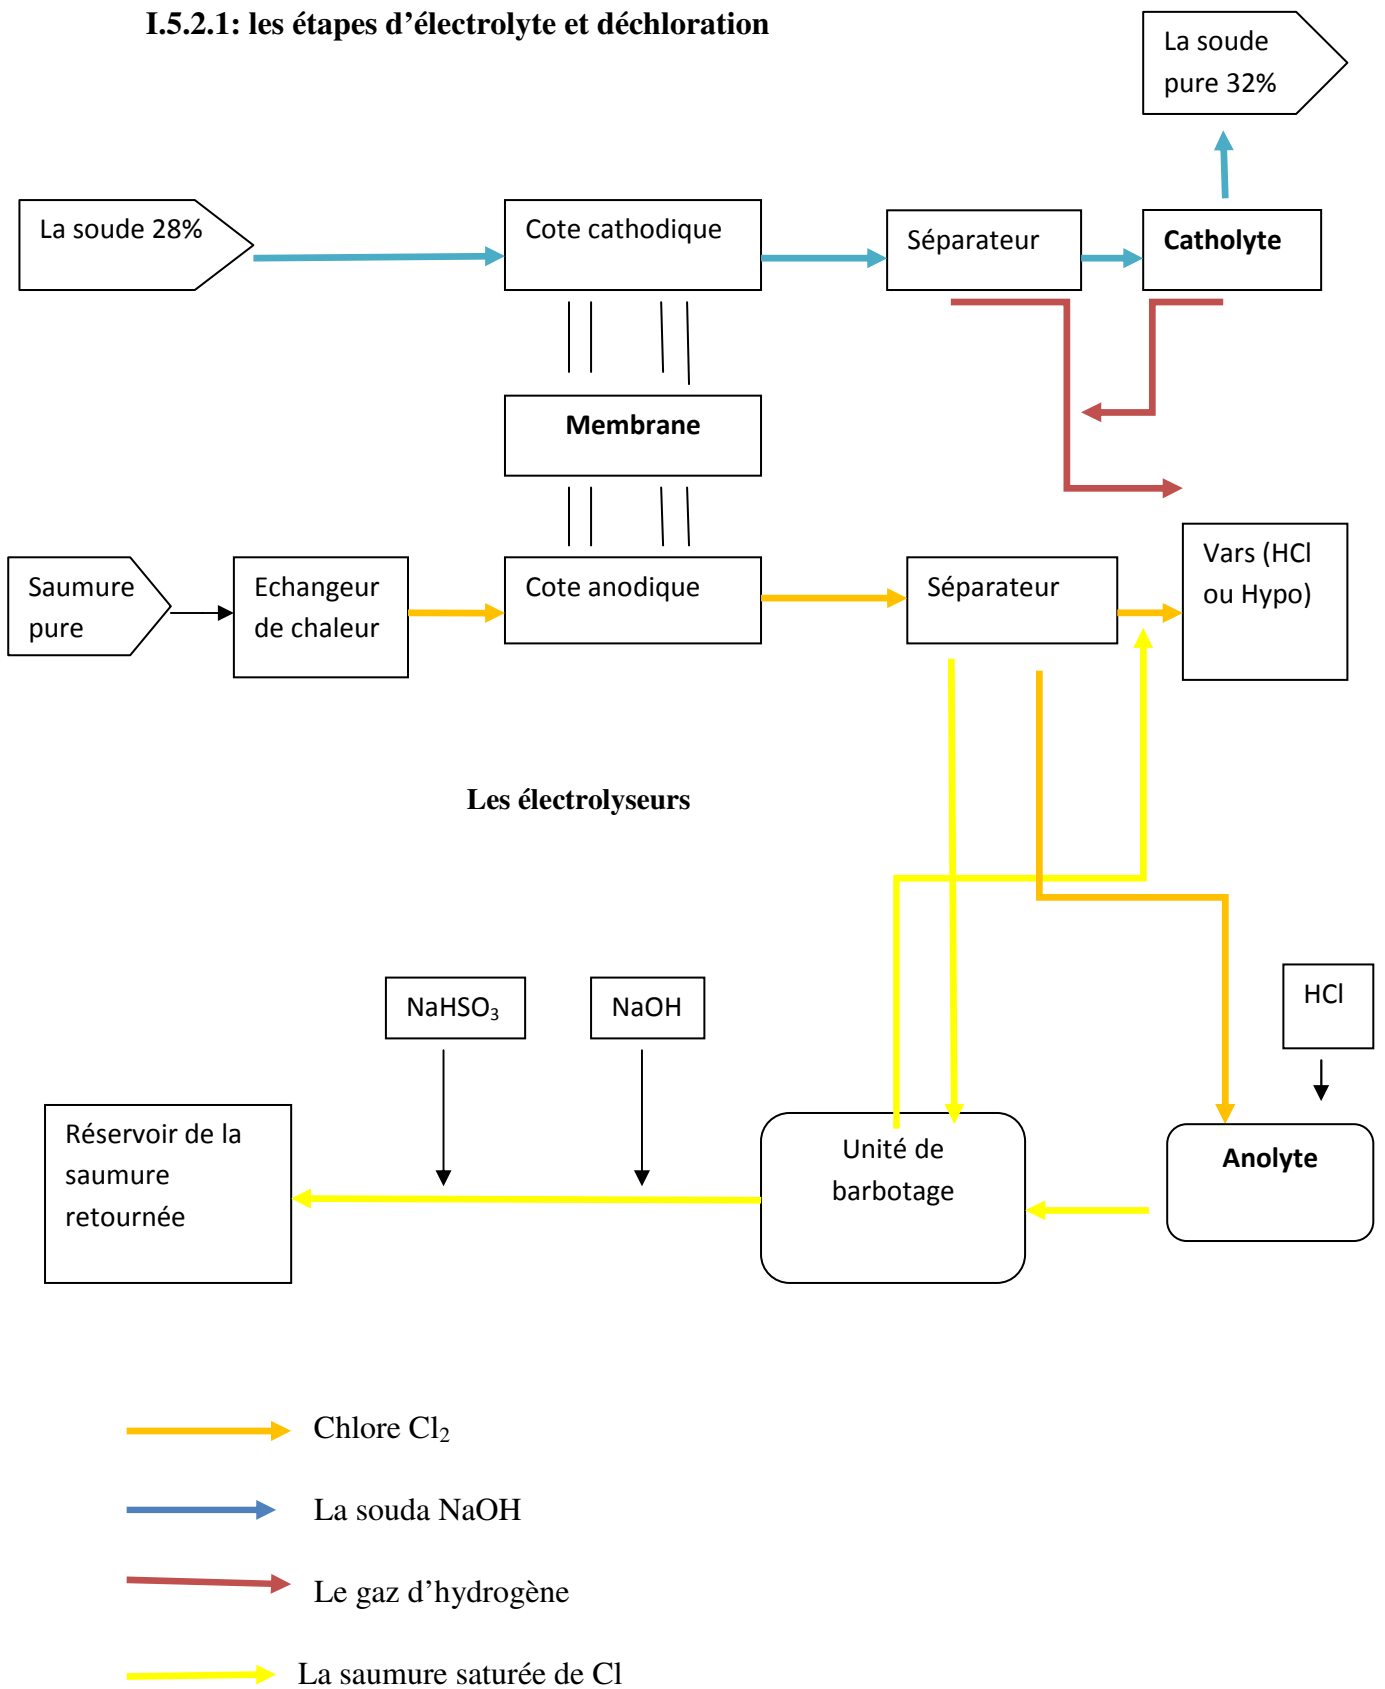 I.5.2.1: les étapes d’électrolyte et déchloration
La soude
pure 32%
La soude 28%
Cote cathodique
Séparateur
Catholyte
Membrane
Saumure
pure
Echangeur
de chaleur
Cote anodique
Séparateur
Vars (HCl
ou Hypo)
Les électrolyseurs
NaHSO₃
NaOH
HCl
Réservoir de la
saumure
retournée
Unité de
barbotage
Anolyte
Chlore Cl₂
La souda NaOH
Le gaz d’hydrogène
La saumure saturée de Cl